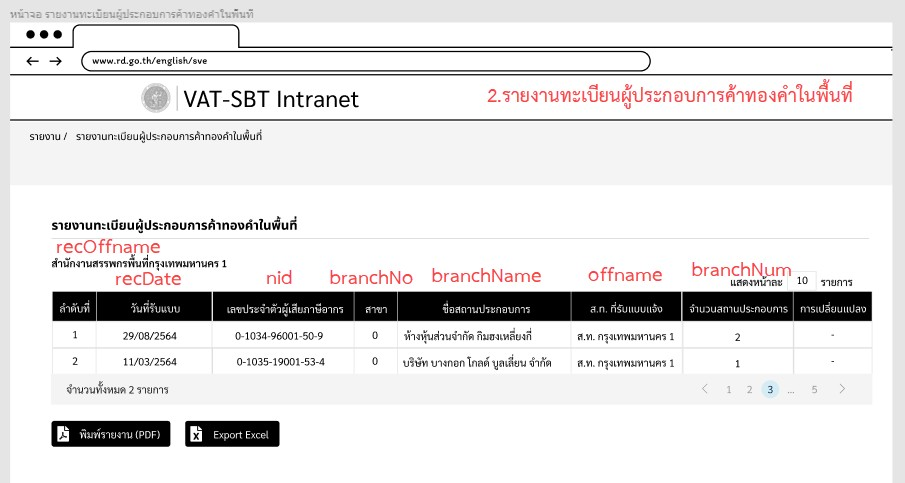 หน้าจอ รายงานทะเบียนผู้ประกอบการค้าทองคำในพื้นที่
www.rd.go.th/english/sve
VAT-SBT Intranet
2.รายงานทะเบียนผู้ประกอบการค้าทองคำในพื้นที่
รายงาน / รายงานทะเบียนผู้ประกอบการค้าทองคำในพื้นที่
รายงานทะเบียนผู้ประกอบการค้าทองคำในพื้นที่
recOffname
สำนักงานสรรพกรพื้นที่กรุงเทพมหานคร 1
recDate nid branchNo branchName offname branchNum
แสดงหน้าละ 10 รายการ
ลำดับที่ วันที่รับแบบ เลขประจำตัวผู้เสียภาษีอากร สาขา ชื่อสถานประกอบการ ส.ท. ที่รับแบบแจ้ง จำนวนสถานประกอบการ การเปลี่ยนแปลง
1 29/08/2564 0-1034-96001-50-9 0 ห้างหุ้นส่วนจำกัด กิมฮงเหลี่ยงกี่ ส.ท. กรุงเทพมหานคร 1 2 -
2 11/03/2564 0-1035-19001-53-4 0 บริษัท บางกอก โกลด์ บูลเลี่ยน จำกัด ส.ท. กรุงเทพมหานคร 1 1 -
จำนวนทั้งหมด 2 รายการ
1 2 3 ... 5
พิมพ์รายงาน (PDF) Export Excel